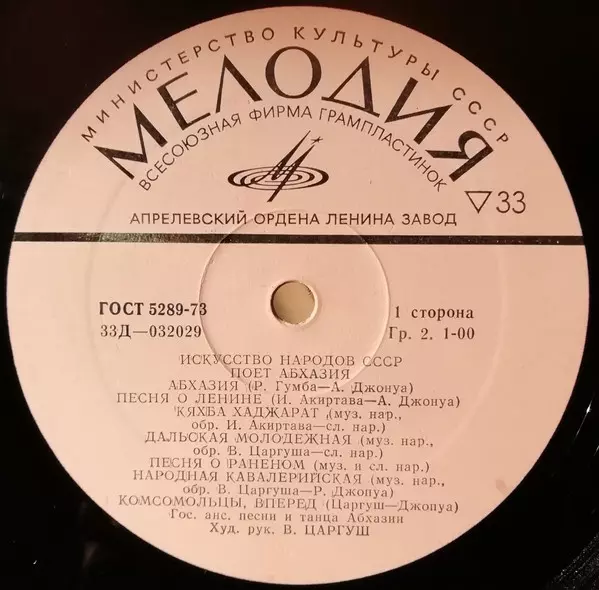 МИНИСТЕРСТВО КУЛЬТУРЫ СССР
МЕЛОДИЯ
ВСЕСОЮЗНАЯ ФИРМА ГРАМПЛАСТИНОК
33
АПРЕЛЕВСКИЙ ОРДЕНА ЛЕНИНА ЗАВОД
ГОСТ 5289-73
1 сторона
33Д—032029
Гр. 2. 1-00
ИСКУССТВО НАРОДОВ СССР
ПОЕТ АБХАЗИЯ
АБХАЗИЯ (Р. Гумба—А. Джонуа)
ПЕСНЯ О ЛЕНИНЕ (И. Акиртава—А. Джопуа)
КЯХБА ХАДЖАРАТ (муз. нар.,
обр. И. Акиртава—сл. нар.)
ДАЛЬСКАЯ МОЛОДЕЖНАЯ (муз. нар.,
обр. В. Царгуша—сл. нар.)
ПЕСНЯ О РАНЕНОМ (муз. и сл. нар.)
НАРОДНАЯ КАВАЛЕРИЙСКАЯ (муз. нар.,
обр. В. Царгуша—Р. Джопуа)
КОМСОМОЛЬЦЫ, ВПЕРЕД (Царгуш—Джопуа)
Гос. анс. песни и танца Абхазии
Худ. рук. В. ЦАРГУШ